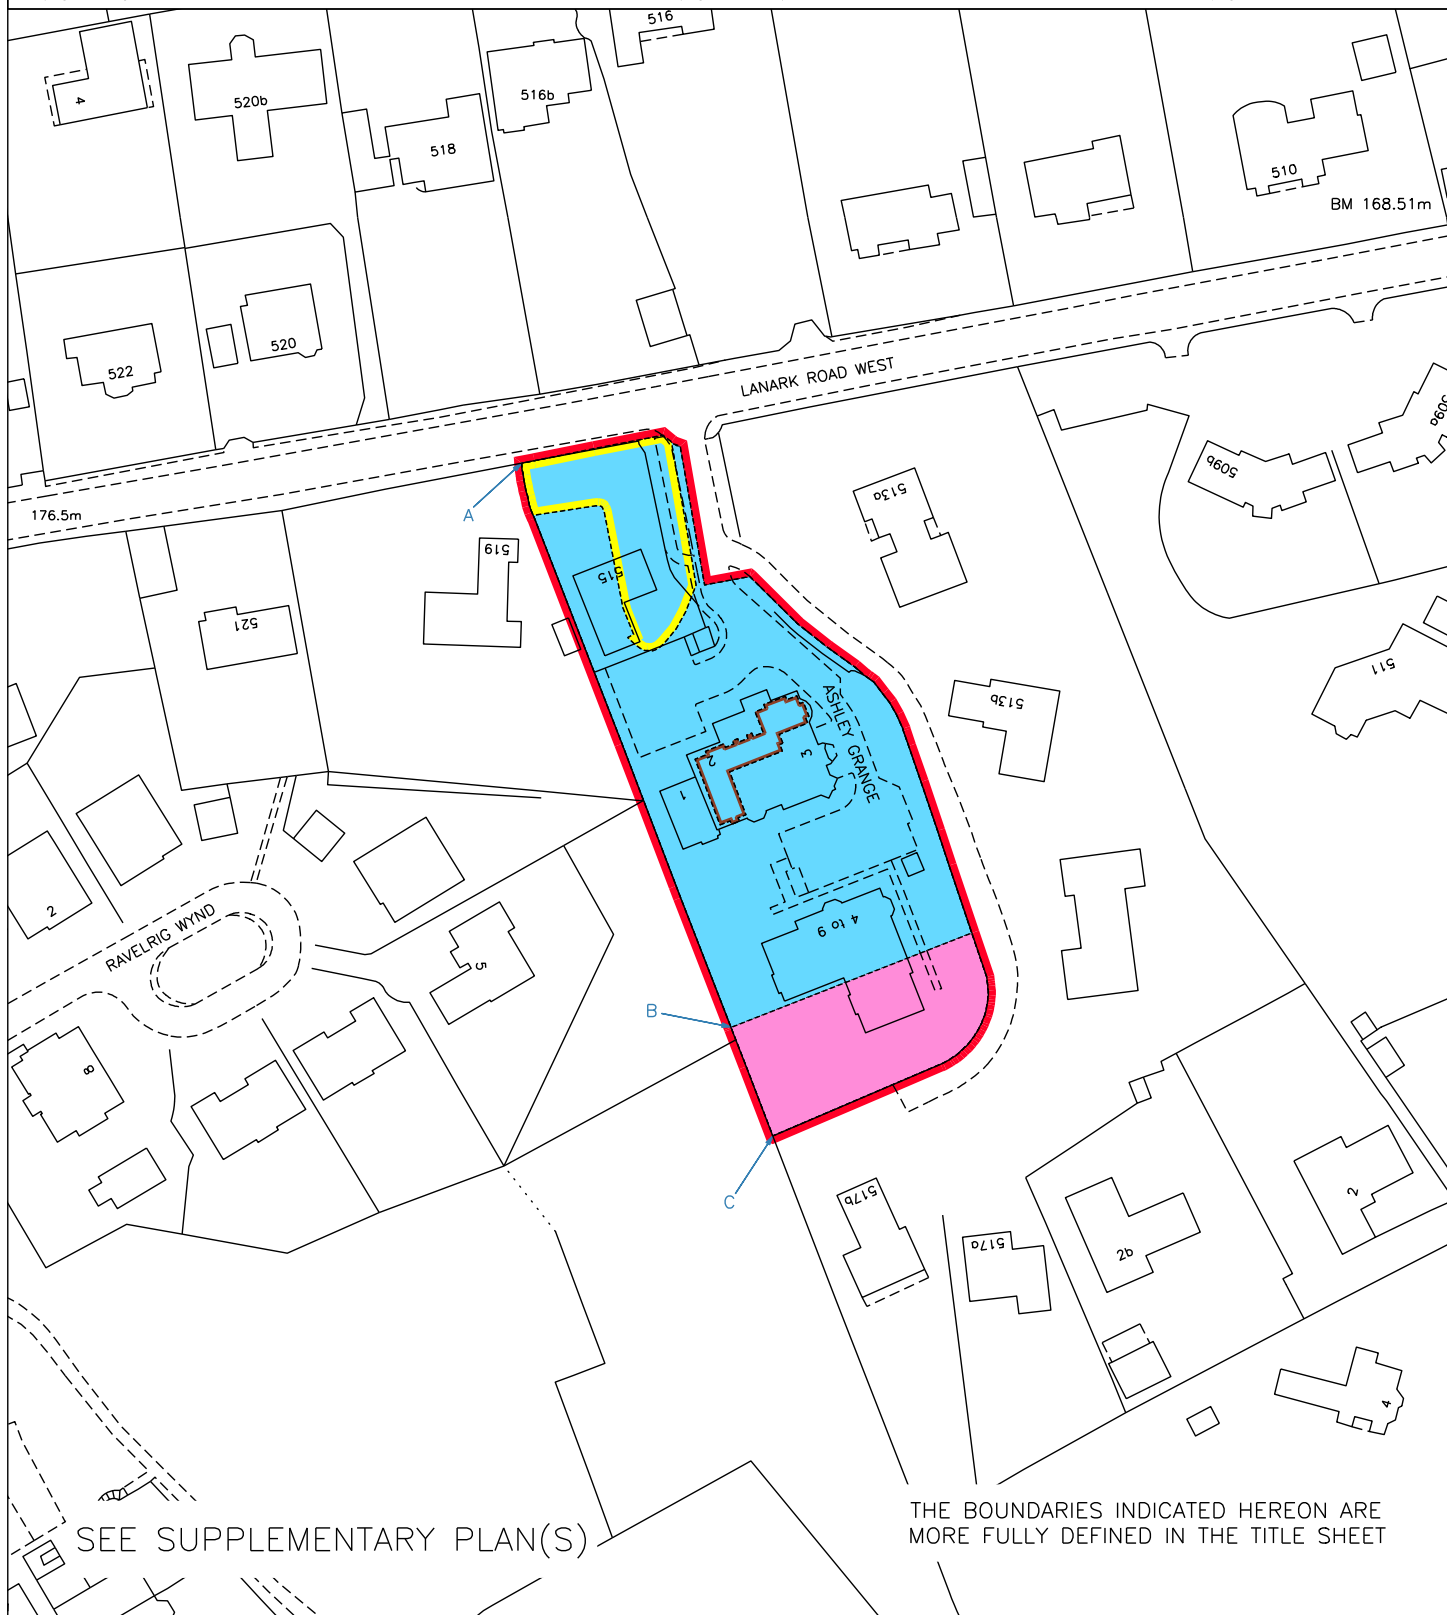 516
4
520b
516b
518
510
BM 168.51m
520
522
LANARK ROAD WEST
509a
509b
513a
176.5m
A
519
515
521
511
513b
ASHLEY GRANGE
2
3
1
2
RAVELRIG WYND
4 to 9
5
B
8
C
517b
2
517a
2b
4
THE BOUNDARIES INDICATED HEREON ARE
MORE FULLY DEFINED IN THE TITLE SHEET
SEE SUPPLEMENTARY PLAN(S)